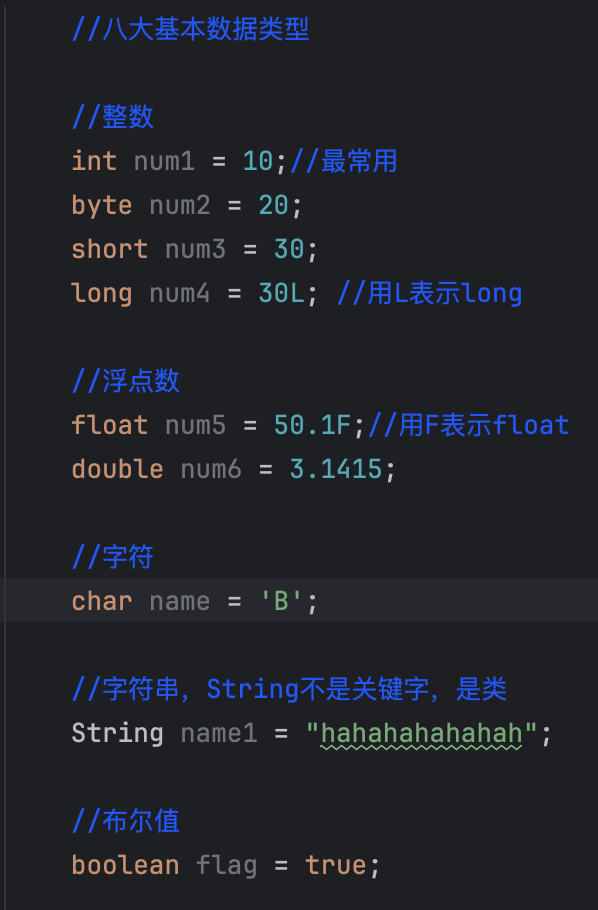 //八大基本数据类型
//整数
int num1 = 10;//最常用
byte num2 = 20;
short num3 = 30;
long num4 = 30L; //用L表示long
//浮点数
float num5 = 50.1F;//用F表示float
double num6 = 3.1415;
//字符
char name = 'B';
//字符串，String不是关键字，是类
String name1 = "hahahahahahah";
//布尔值
boolean flag = true;